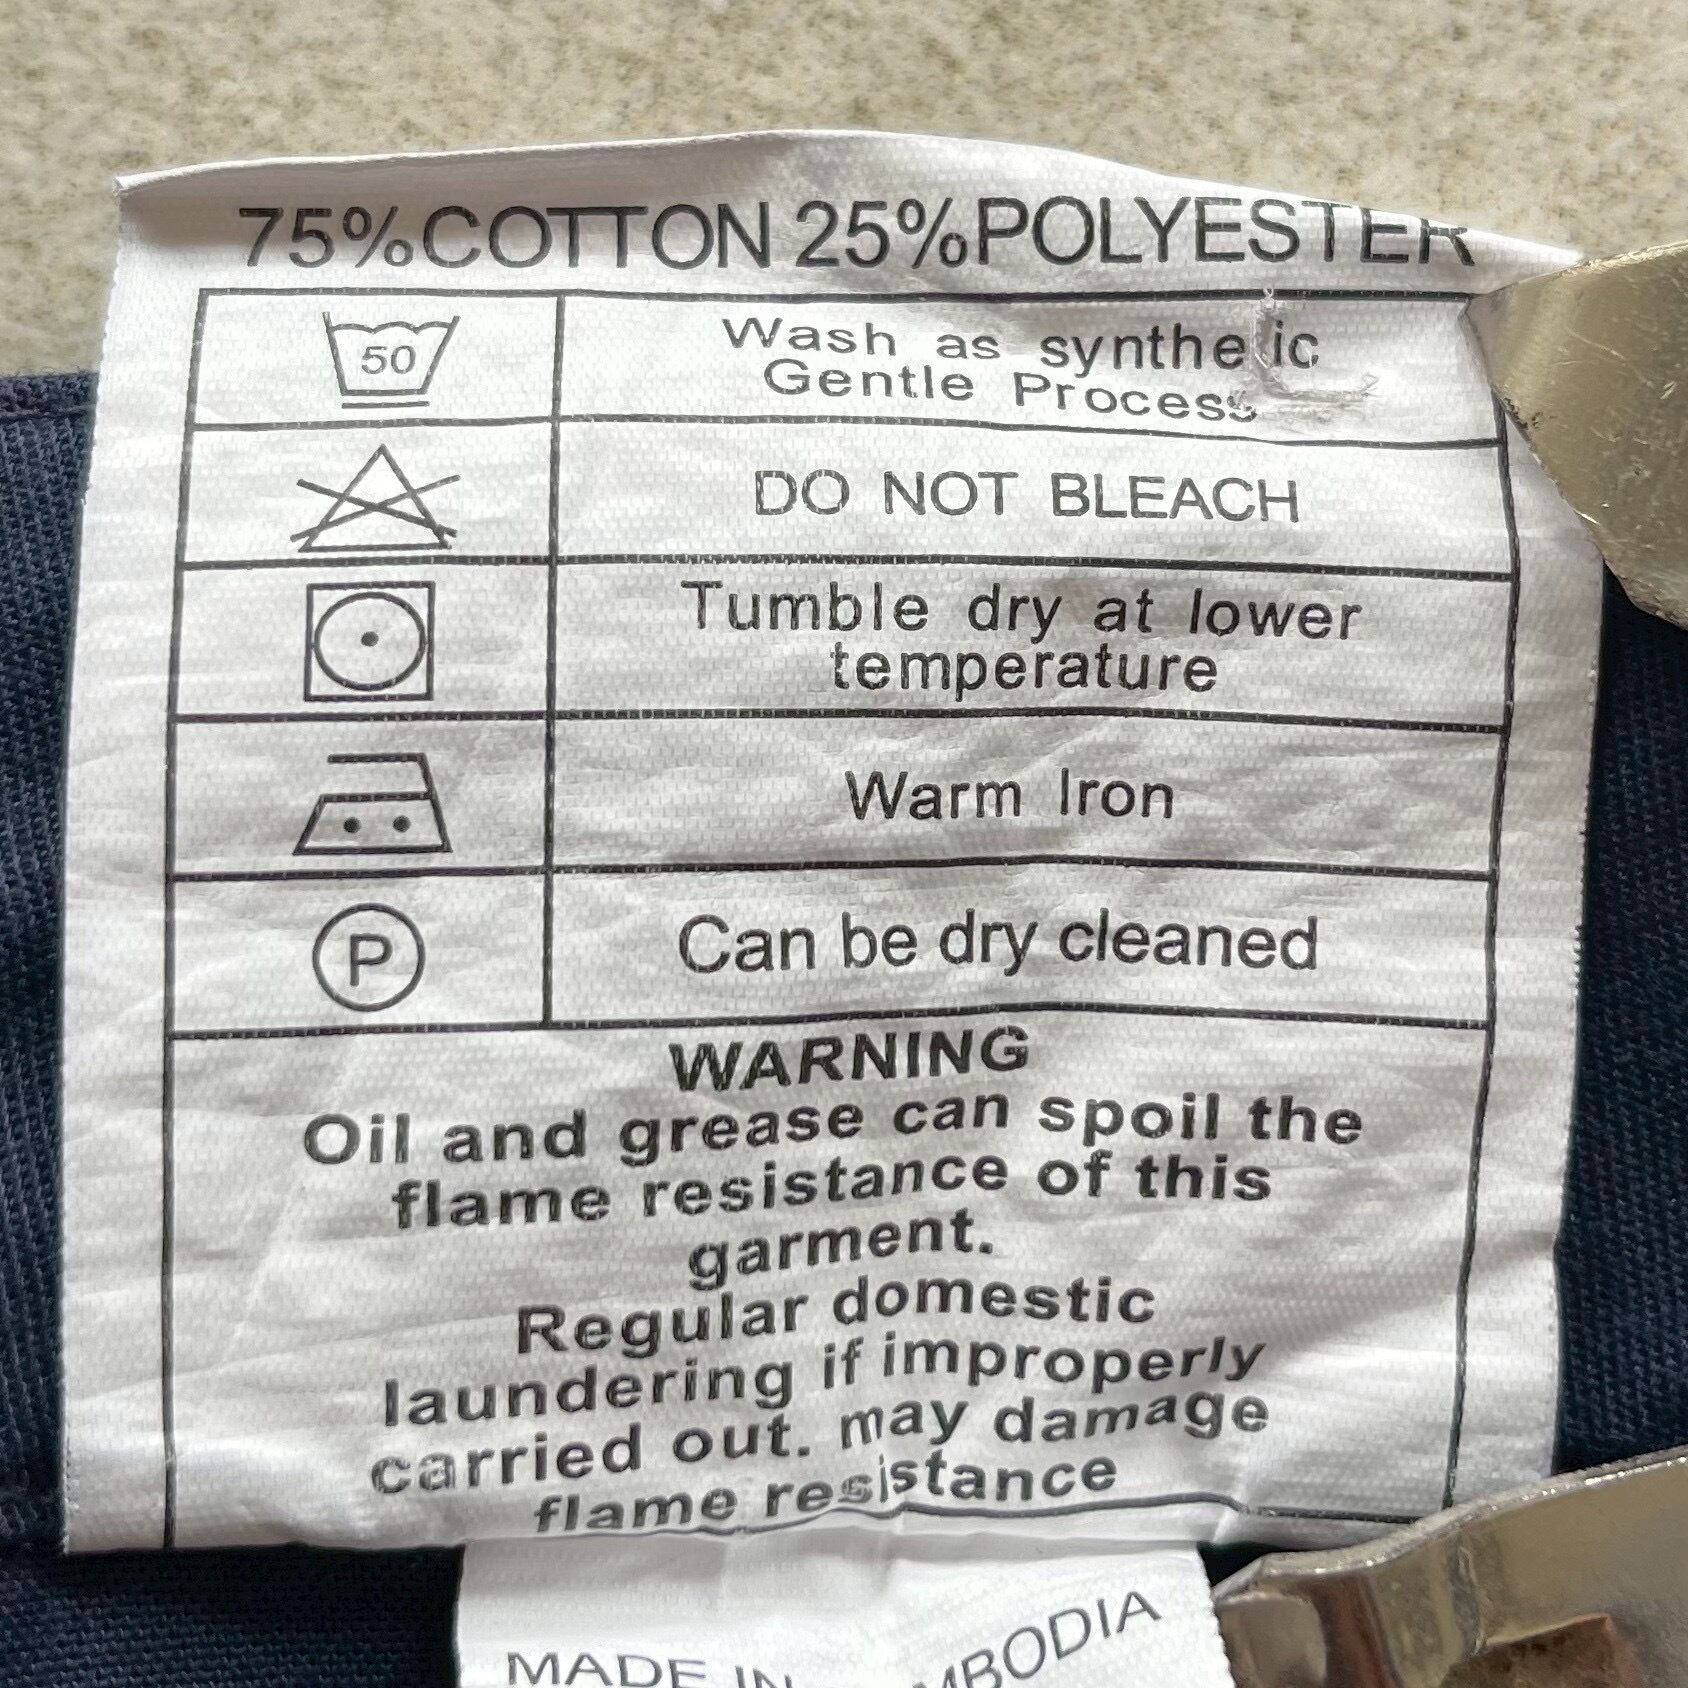 75%COTTON 25%POLYESTER
50
Wash as synthetic
Gentle Process
DO NOT BLEACH
Tumble dry at lower
temperature
Warm Iron
P
Can be dry cleaned
WARNING
Oil and grease can spoil the
flame resistance of this
garment.
Regular domestic
laundering if improperly
carried out. may damage
flame resistance
MADE IN MBODIA